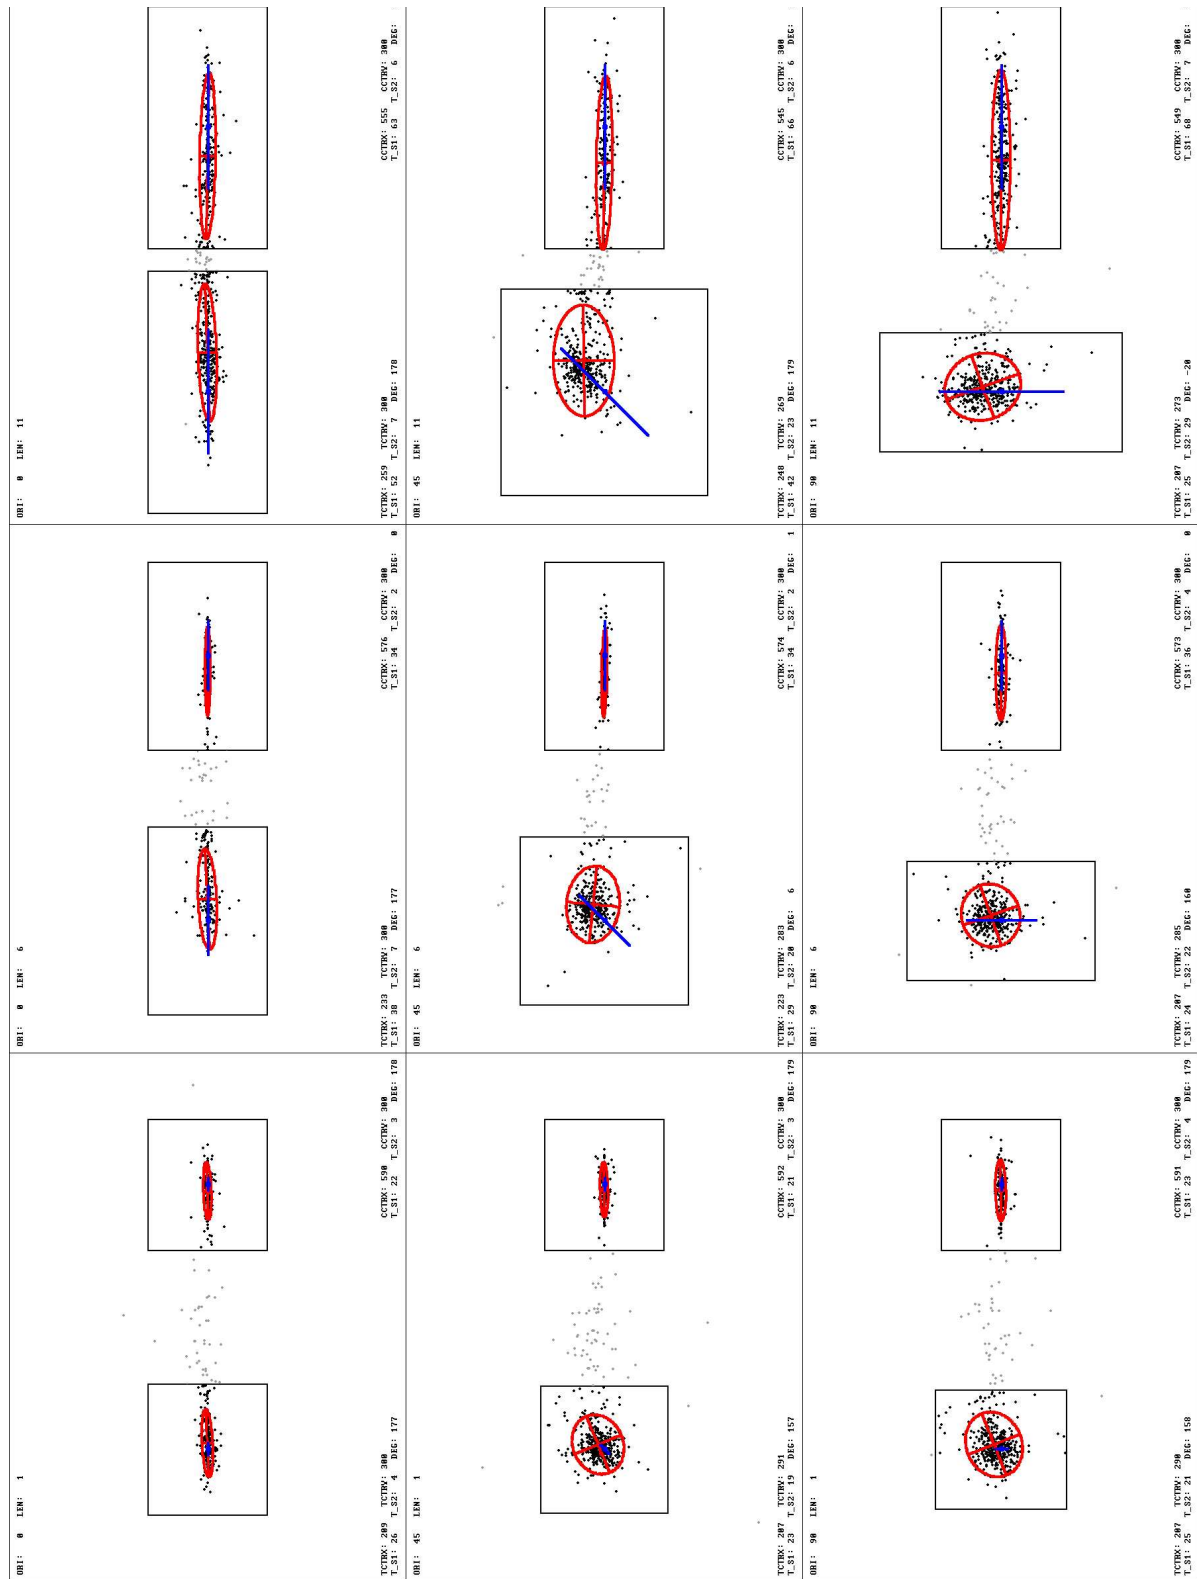 ORI: 0 LEN: 1
TCTRX: 209 TCTRY: 300 CCTRX: 590 CCTRY: 300
T_S1: 26 T_S2: 4 DEG: 177 T_S1: 22 T_S2: 3 DEG: 178
ORI: 0 LEN: 6
TCTRX: 233 TCTRY: 300 CCTRX: 576 CCTRY: 300
T_S1: 38 T_S2: 7 DEG: 177 T_S1: 34 T_S2: 2 DEG: 0
ORI: 0 LEN: 11
TCTRX: 259 TCTRY: 300 CCTRX: 555 CCTRY: 300
T_S1: 52 T_S2: 7 DEG: 178 T_S1: 63 T_S2: 6 DEG:
ORI: 45 LEN: 1
TCTRX: 207 TCTRY: 291 CCTRX: 592 CCTRY: 300
T_S1: 23 T_S2: 19 DEG: 157 T_S1: 21 T_S2: 3 DEG: 179
ORI: 45 LEN: 6
TCTRX: 223 TCTRY: 283 CCTRX: 574 CCTRY: 300
T_S1: 29 T_S2: 20 DEG: 6 T_S1: 34 T_S2: 2 DEG: 1
ORI: 45 LEN: 11
TCTRX: 248 TCTRY: 269 CCTRX: 545 CCTRY: 300
T_S1: 42 T_S2: 23 DEG: 179 T_S1: 66 T_S2: 6 DEG:
ORI: 90 LEN: 1
TCTRX: 207 TCTRY: 290 CCTRX: 591 CCTRY: 300
T_S1: 25 T_S2: 21 DEG: 158 T_S1: 23 T_S2: 4 DEG: 179
ORI: 90 LEN: 6
TCTRX: 207 TCTRY: 285 CCTRX: 573 CCTRY: 300
T_S1: 24 T_S2: 22 DEG: 160 T_S1: 36 T_S2: 4 DEG: 0
ORI: 90 LEN: 11
TCTRX: 207 TCTRY: 273 CCTRX: 549 CCTRY: 300
T_S1: 25 T_S2: 29 DEG: -20 T_S1: 68 T_S2: 7 DEG: